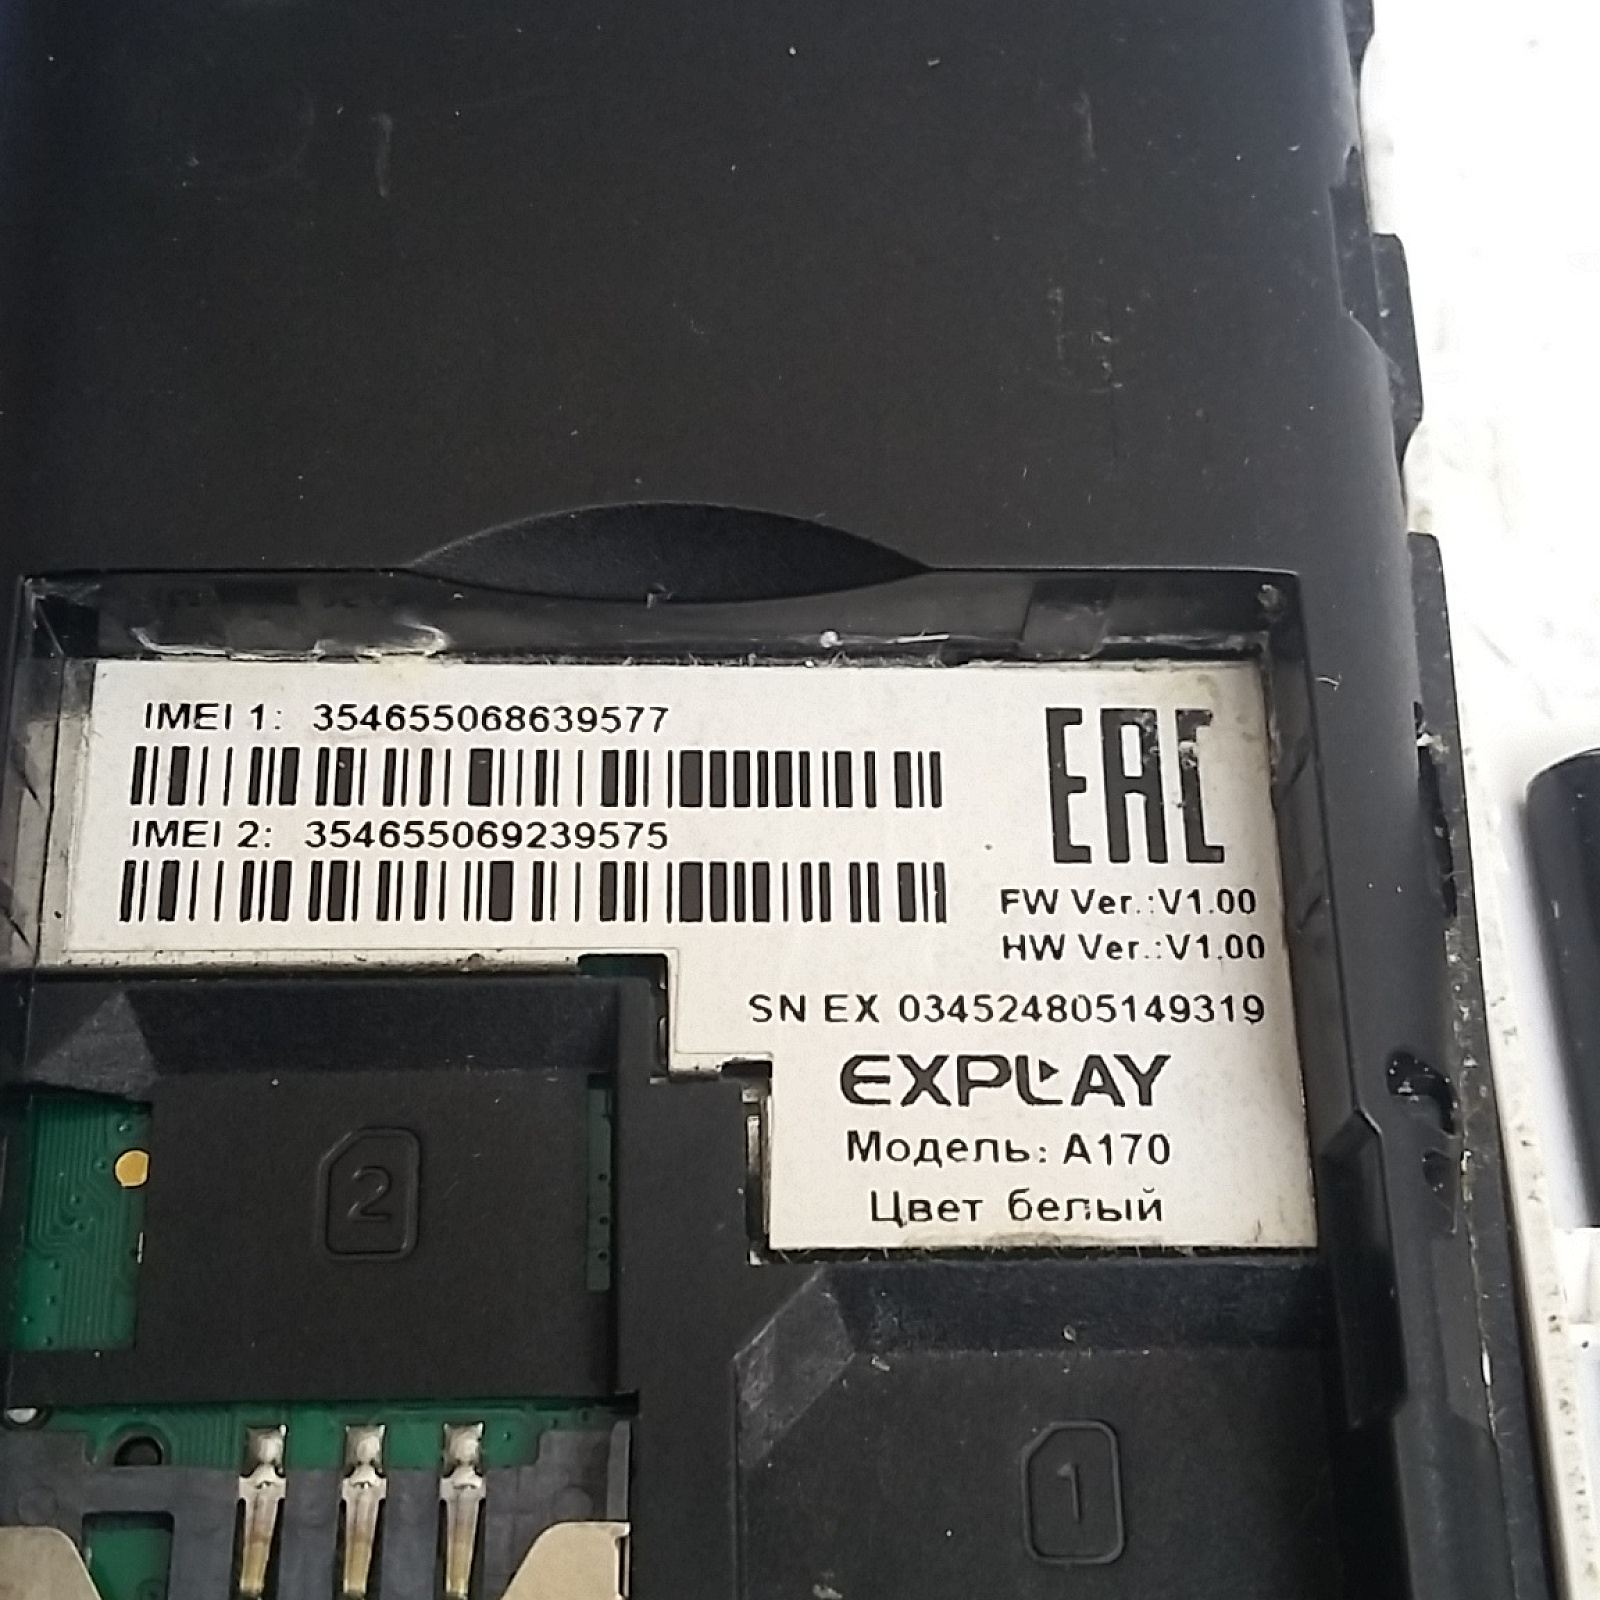 IMEI 1: 354655068639577
IMEI 2: 354655069239575
EAC
FW Ver.:V1.00
HW Ver.:V1.00
SN EX 034524805149319
EXPLAY
Модель: A170
Цвет белый
2
1